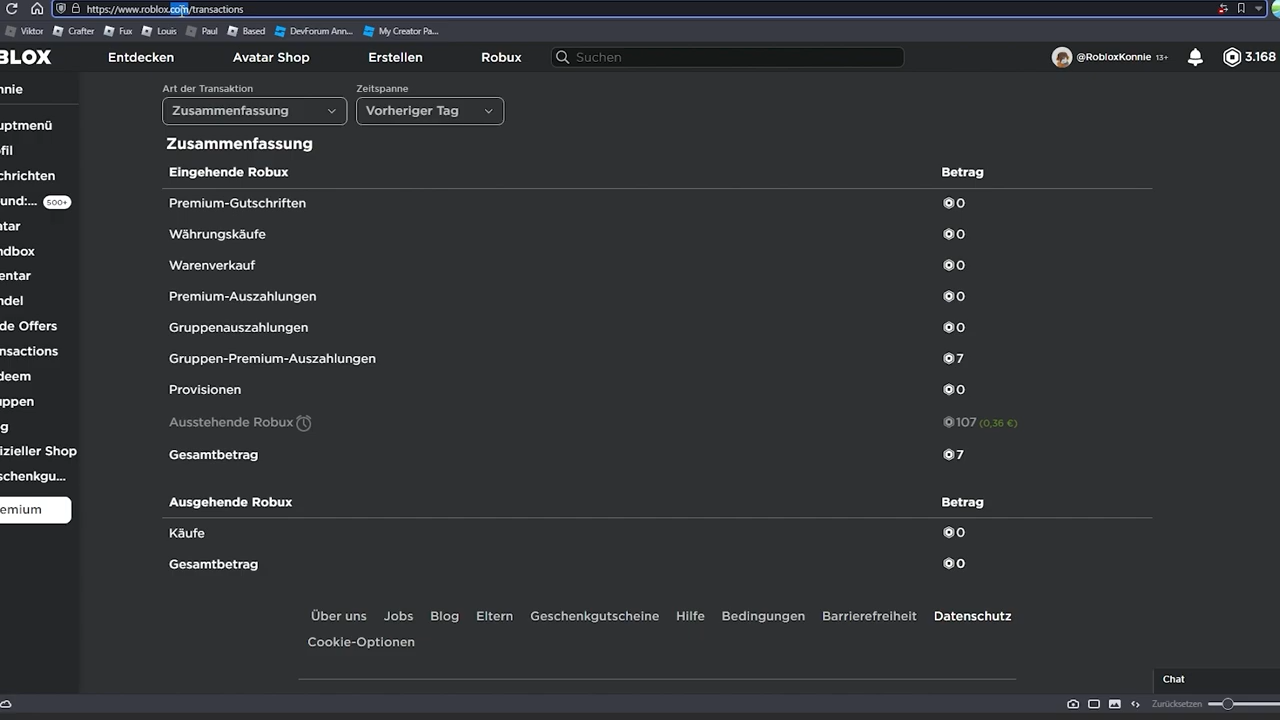 https://www.roblox.com/transactions
Viktor Crafter Fux Louis Paul Based DevForum Ann... My Creator Pa...
BLOX Entdecken Avatar Shop Erstellen Robux Suchen @RobloxKonnie 13+ 3.168
nnie
uptmenü
ofil
chrichten
und:... 500+
atar
ndbox
entar
ndel
de Offers
nsactions
deem
uppen
g
izieller Shop
schenkgu...
emium
Art der Transaktion Zeitspanne
Zusammenfassung Vorheriger Tag
Zusammenfassung
Eingehende Robux Betrag
Premium-Gutschriften 0
Währungskäufe 0
Warenverkauf 0
Premium-Auszahlungen 0
Gruppenauszahlungen 0
Gruppen-Premium-Auszahlungen 7
Provisionen 0
Ausstehende Robux 107 (0,36 €)
Gesamtbetrag 7
Ausgehende Robux Betrag
Käufe 0
Gesamtbetrag 0
Über uns Jobs Blog Eltern Geschenkgutscheine Hilfe Bedingungen Barrierefreiheit Datenschutz
Cookie-Optionen
Chat
Zurücksetzen